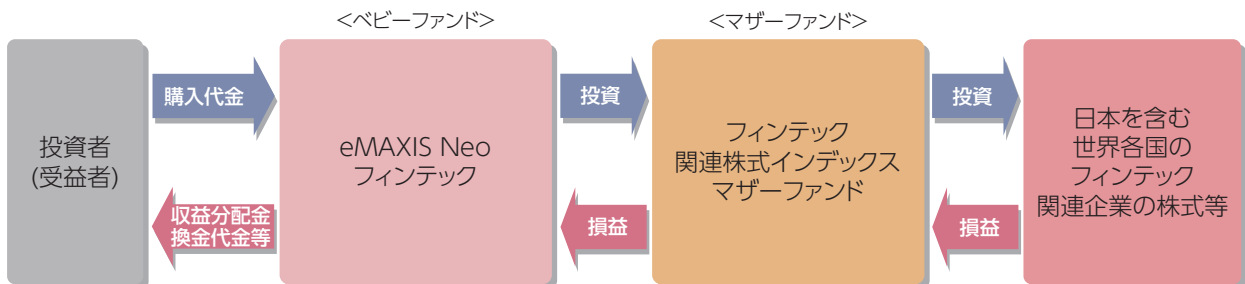 <ベビーファンド>
<マザーファンド>
投資者
(受益者)
購入代金
収益分配金
換金代金等
eMAXIS Neo
フィンテック
投資
損益
フィンテック
関連株式インデックス
マザーファンド
投資
損益
日本を含む
世界各国の
フィンテック
関連企業の株式等